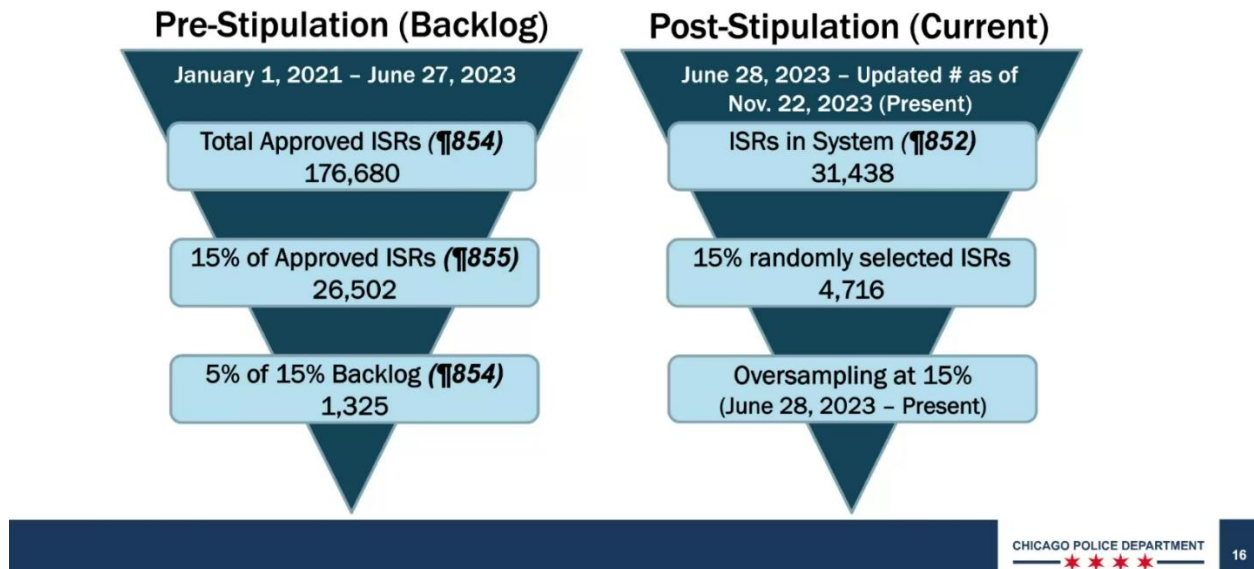 Pre-Stipulation (Backlog)
January 1, 2021 – June 27, 2023
Total Approved ISRs (¶854)
176,680
15% of Approved ISRs (¶855)
26,502
5% of 15% Backlog (¶854)
1,325
Post-Stipulation (Current)
June 28, 2023 – Updated # as of
Nov. 22, 2023 (Present)
ISRs in System (¶852)
31,438
15% randomly selected ISRs
4,716
Oversampling at 15%
(June 28, 2023 – Present)
CHICAGO POLICE DEPARTMENT
16